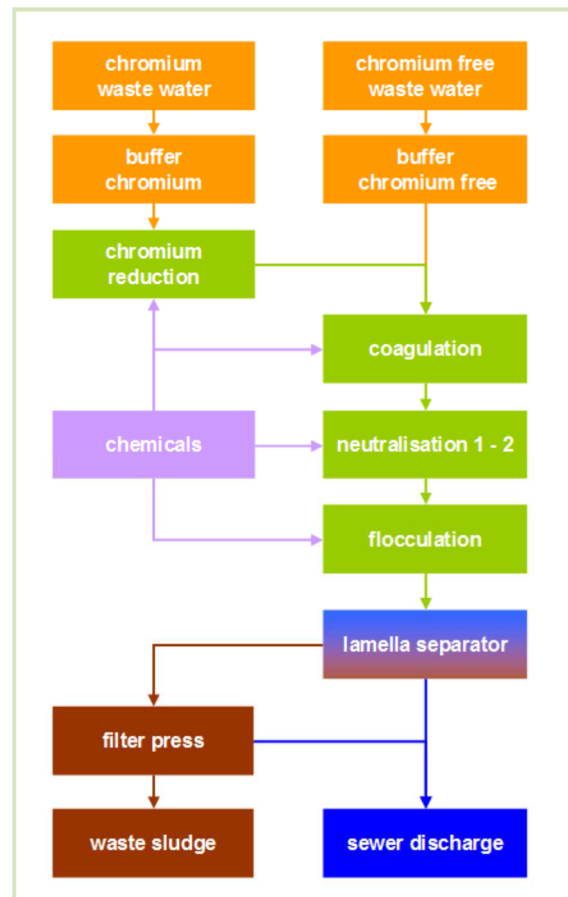 chromium
waste water
chromium free
waste water
buffer
chromium
buffer
chromium free
chromium
reduction
coagulation
chemicals
neutralisation 1 - 2
flocculation
lamella separator
filter press
waste sludge
sewer discharge